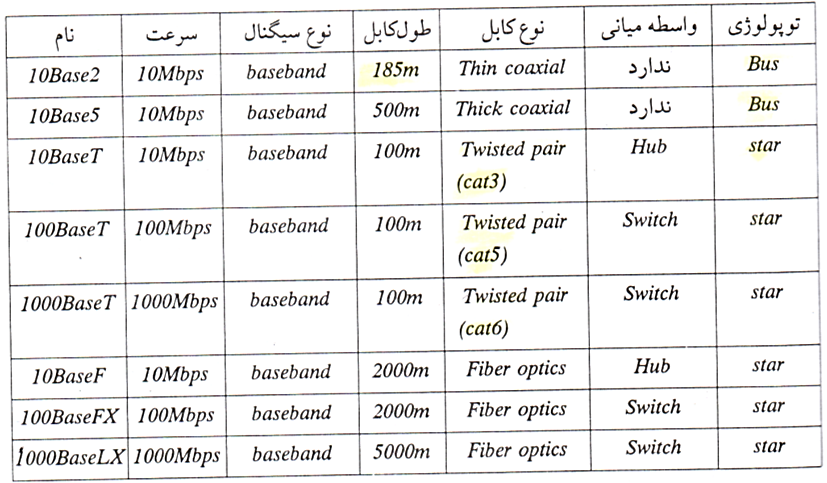 نام سرعت نوع سیگنال طول‌کابل نوع کابل واسطه میانی توپولوژی
10Base2 10Mbps baseband 185m Thin coaxial ندارد Bus
10Base5 10Mbps baseband 500m Thick coaxial ندارد Bus
10BaseT 10Mbps baseband 100m Twisted pair Hub star
(cat3)
100BaseT 100Mbps baseband 100m Twisted pair Switch star
(cat5)
1000BaseT 1000Mbps baseband 100m Twisted pair Switch star
(cat6)
10BaseF 10Mbps baseband 2000m Fiber optics Hub star
100BaseFX 100Mbps baseband 2000m Fiber optics Switch star
1000BaseLX 1000Mbps baseband 5000m Fiber optics Switch star